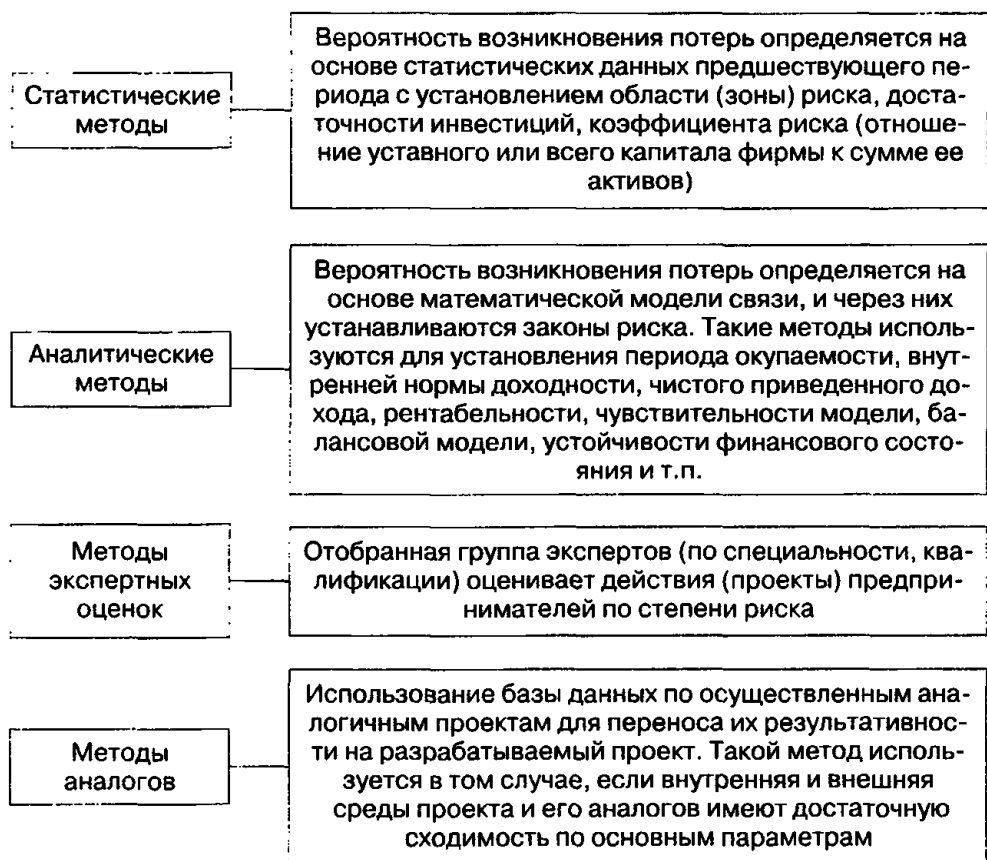 Статистические
методы
Вероятность возникновения потерь определяется на
основе статистических данных предшествующего пе-
риода с установлением области (зоны) риска, доста-
точности инвестиций, коэффициента риска (отноше-
ние уставного или всего капитала фирмы к сумме ее
активов)
Аналитические
методы
Вероятность возникновения потерь определяется на
основе математической модели связи, и через них
устанавливаются законы риска. Такие методы исполь-
зуются для установления периода окупаемости, внут-
ренней нормы доходности, чистого приведенного до-
хода, рентабельности, чувствительности модели, ба-
лансовой модели, устойчивости финансового состо-
яния и т.п.
Методы
экспертных
оценок
Отобранная группа экспертов (по специальности, ква-
лификации) оценивает действия (проекты) предпри-
нимателей по степени риска
Методы
аналогов
Использование базы данных по осуществленным ана-
логичным проектам для переноса их результативнос-
ти на разрабатываемый проект. Такой метод исполь-
зуется в том случае, если внутренняя и внешняя
среды проекта и его аналогов имеют достаточную
сходимость по основным параметрам